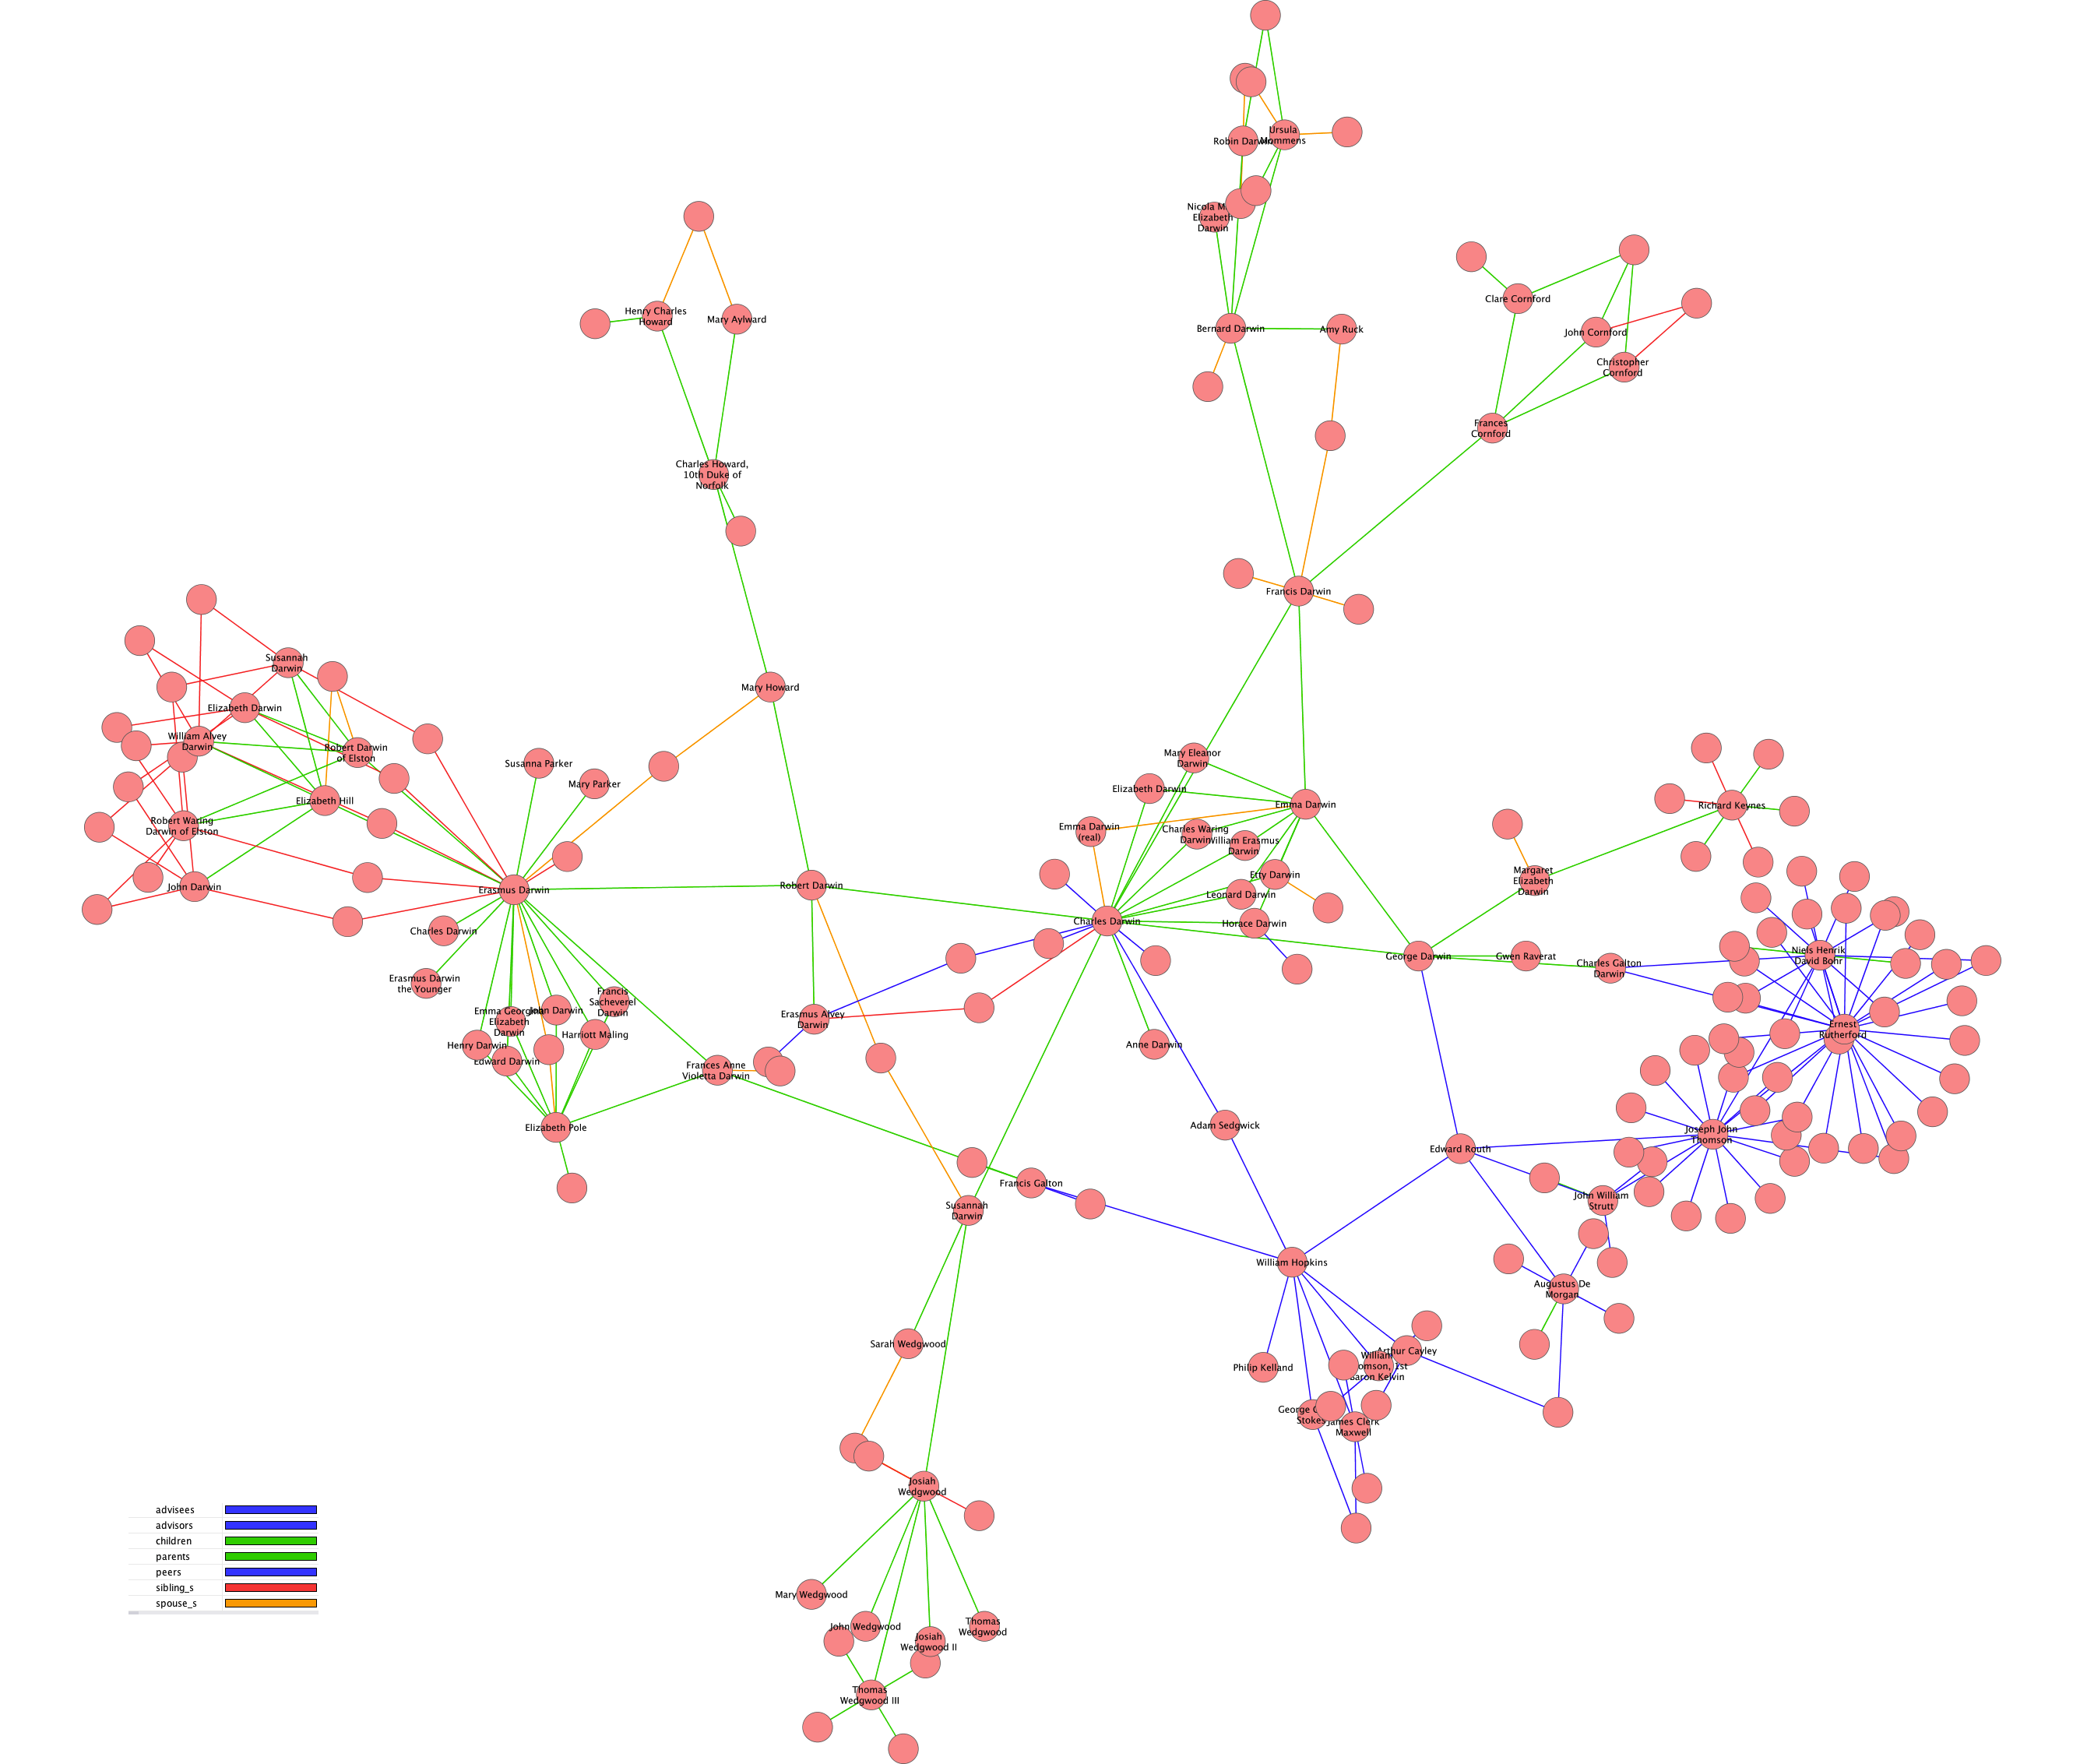 Ursula
Mommens
Robin Darwin
Nicola M
Elizabeth
Darwin
Clare Cornford
Henry Charles
Howard
Mary Aylward
Bernard Darwin
Amy Ruck
John Cornford
Christopher
Cornford
Frances
Cornford
Charles Howard,
10th Duke of
Norfolk
Francis Darwin
Susannah
Darwin
Mary Howard
Elizabeth Darwin
William Alvey
Darwin
Robert Darwin
of Elston
Susanna Parker
Mary Parker
Mary Eleanor
Darwin
Elizabeth Darwin
Elizabeth Hill
Emma Darwin
Richard Keynes
Robert Waring
Darwin of Elston
Emma Darwin
(real)
Charles Waring
Darwin
William Erasmus
Darwin
John Darwin
Erasmus Darwin
Robert Darwin
Etty Darwin
Margaret
Elizabeth
Darwin
Leonard Darwin
Charles Darwin
Charles Darwin
Horace Darwin
George Darwin
Gwen Raverat
Charles Galton
Darwin
Niels Henrik
David Bohr
Erasmus Darwin
the Younger
Francis
Sacheverel
Darwin
Emma Georgina
Elizabeth
Darwin
John Darwin
Harriott Maling
Henry Darwin
Edward Darwin
Erasmus Alvey
Darwin
Anne Darwin
Ernest
Rutherford
Frances Anne
Violetta Darwin
Elizabeth Pole
Adam Sedgwick
Edward Routh
Joseph John
Thomson
Francis Galton
Susannah
Darwin
John William
Strutt
William Hopkins
Augustus De
Morgan
Sarah Wedgwood
Philip Kelland
William
omson, 1st
Baron Kelvin
Arthur Cayley
George G
Stokes
James Clerk
Maxwell
Josiah
Wedgwood
advisees
advisors
children
parents
peers
sibling_s
spouse_s
Mary Wedgwood
John Wedgwood
Josiah
Wedgwood II
Thomas
Wedgwood
Thomas
Wedgwood III